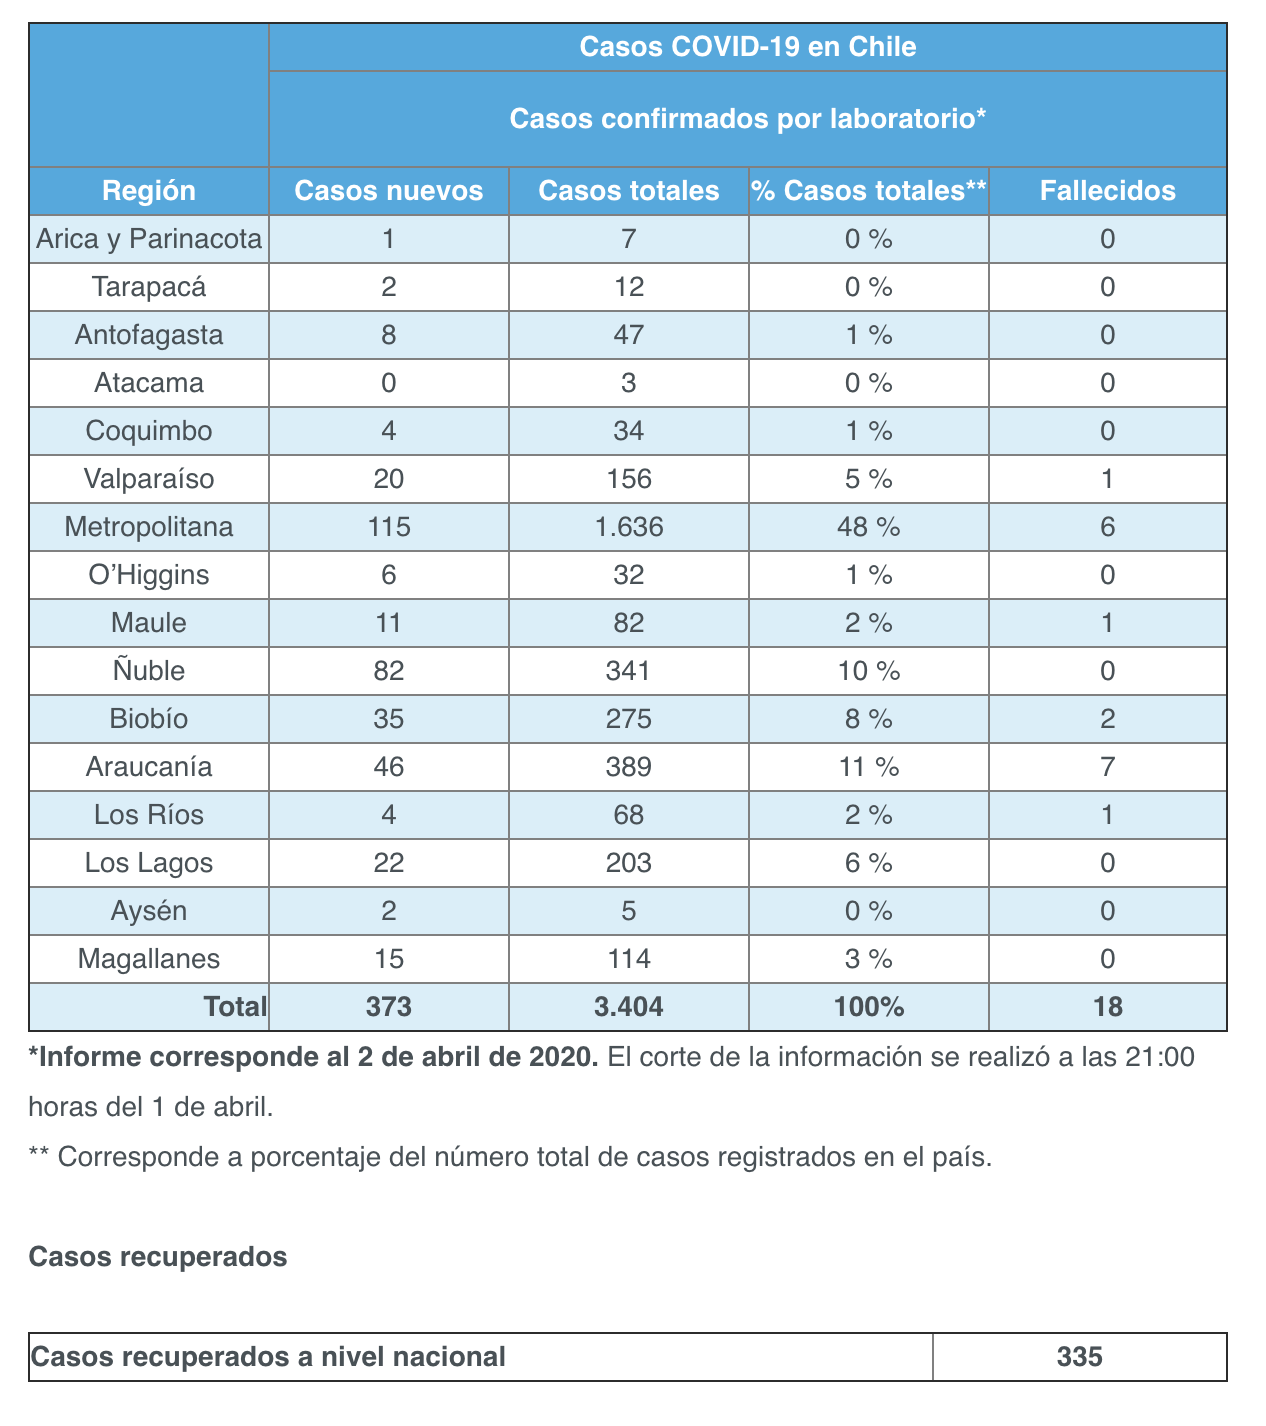 Casos COVID-19 en Chile
Casos confirmados por laboratorio*
Región Casos nuevos Casos totales % Casos totales** Fallecidos
Arica y Parinacota 1 7 0 % 0
Tarapacá 2 12 0 % 0
Antofagasta 8 47 1 % 0
Atacama 0 3 0 % 0
Coquimbo 4 34 1 % 0
Valparaíso 20 156 5 % 1
Metropolitana 115 1.636 48 % 6
O’Higgins 6 32 1 % 0
Maule 11 82 2 % 1
Ñuble 82 341 10 % 0
Biobío 35 275 8 % 2
Araucanía 46 389 11 % 7
Los Ríos 4 68 2 % 1
Los Lagos 22 203 6 % 0
Aysén 2 5 0 % 0
Magallanes 15 114 3 % 0
Total 373 3.404 100% 18
*Informe corresponde al 2 de abril de 2020. El corte de la información se realizó a las 21:00
horas del 1 de abril.
** Corresponde a porcentaje del número total de casos registrados en el país.
Casos recuperados
Casos recuperados a nivel nacional 335